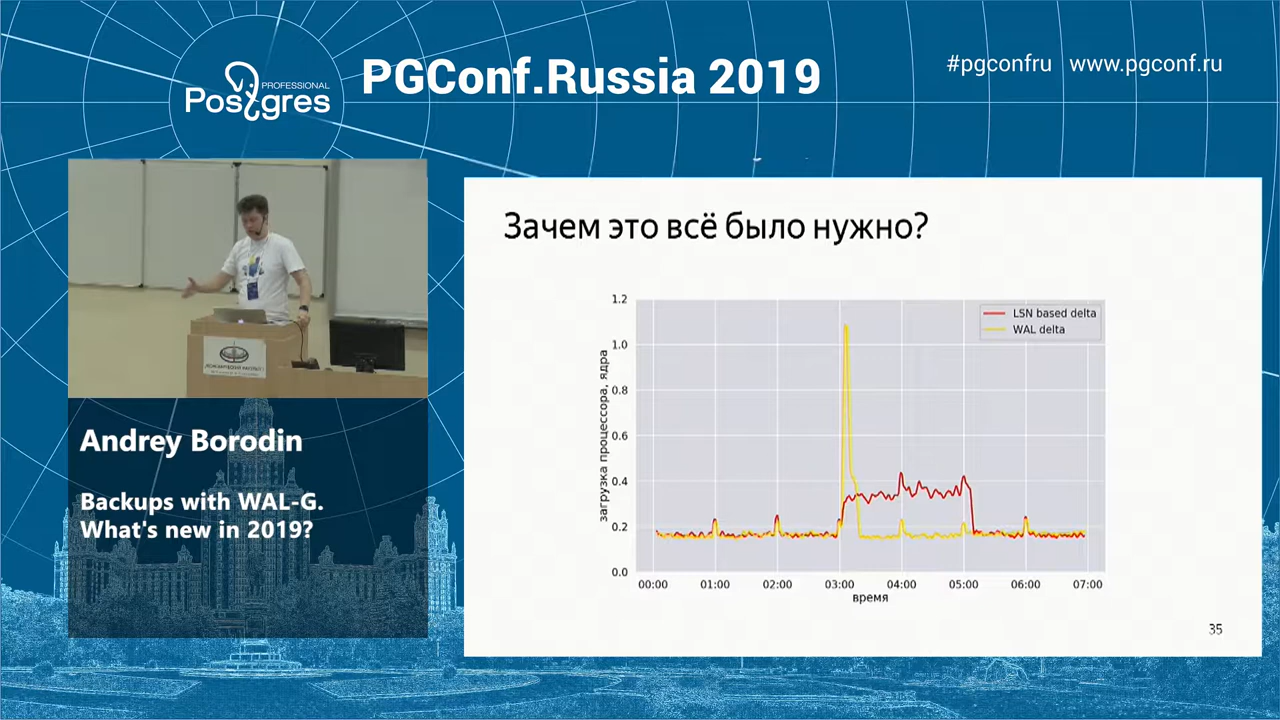 PROFESSIONAL
Postgres
PGConf.Russia 2019
#pgconfru www.pgconf.ru
Andrey Borodin
Backups with WAL-G.
What's new in 2019?
Зачем это всё было нужно?
LSN based delta
WAL delta
загрузка процессора, ядра
1.2
1.0
0.8
0.6
0.4
0.2
0.0
00:00 01:00 02:00 03:00 04:00 05:00 06:00 07:00
время
35